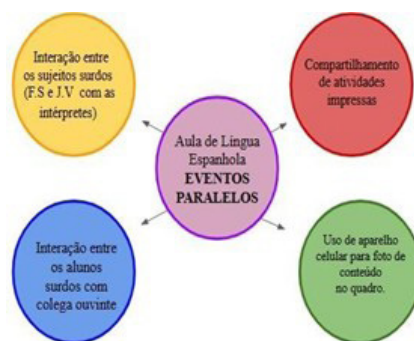 Interação entre
os sujeitos surdos
(F.S e J.V com as
intérpretes)
Compartilhamento
de atividades
impressas
Aula de Língua
Espanhola
EVENTOS
PARALELOS
Interação entre
os alunos
surdos com
colega ouvinte
Uso de aparelho
celular para foto de
conteúdo
no quadro.